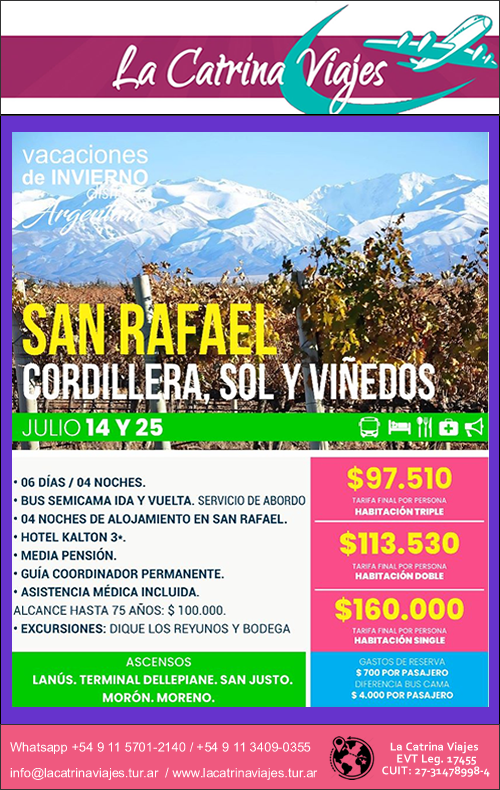 La Catrina Viajes
vacaciones
de INVIERNO
Argentina
SAN RAFAEL
CORDILLERA, SOL Y VIÑEDOS
JULIO 14 Y 25
• 06 DÍAS / 04 NOCHES.
• BUS SEMICAMA IDA Y VUELTA. SERVICIO DE ABORDO
• 04 NOCHES DE ALOJAMIENTO EN SAN RAFAEL.
• HOTEL KALTON 3*.
• MEDIA PENSIÓN.
• GUÍA COORDINADOR PERMANENTE.
• ASISTENCIA MÉDICA INCLUIDA.
ALCANCE HASTA 75 AÑOS: $ 100.000.
• EXCURSIONES: DIQUE LOS REYUNOS Y BODEGA
$97.510
TARIFA FINAL POR PERSONA
HABITACIÓN TRIPLE
$113.530
TARIFA FINAL POR PERSONA
HABITACIÓN DOBLE
$160.000
TARIFA FINAL POR PERSONA
HABITACIÓN SINGLE
ASCENSOS
LANÚS. TERMINAL DELLEPIANE. SAN JUSTO.
MORÓN. MORENO.
GASTOS DE RESERVA
$ 700 POR PASAJERO
DIFERENCIA BUS CAMA
$ 4.000 POR PASAJERO
Whatsapp +54 9 11 5701-2140 / +54 9 11 3409-0355
info@lacatrinaviajes.tur.ar / www.lacatrinaviajes.tur.ar
La Catrina Viajes
EVT Leg. 17455
CUIT: 27-31478998-4